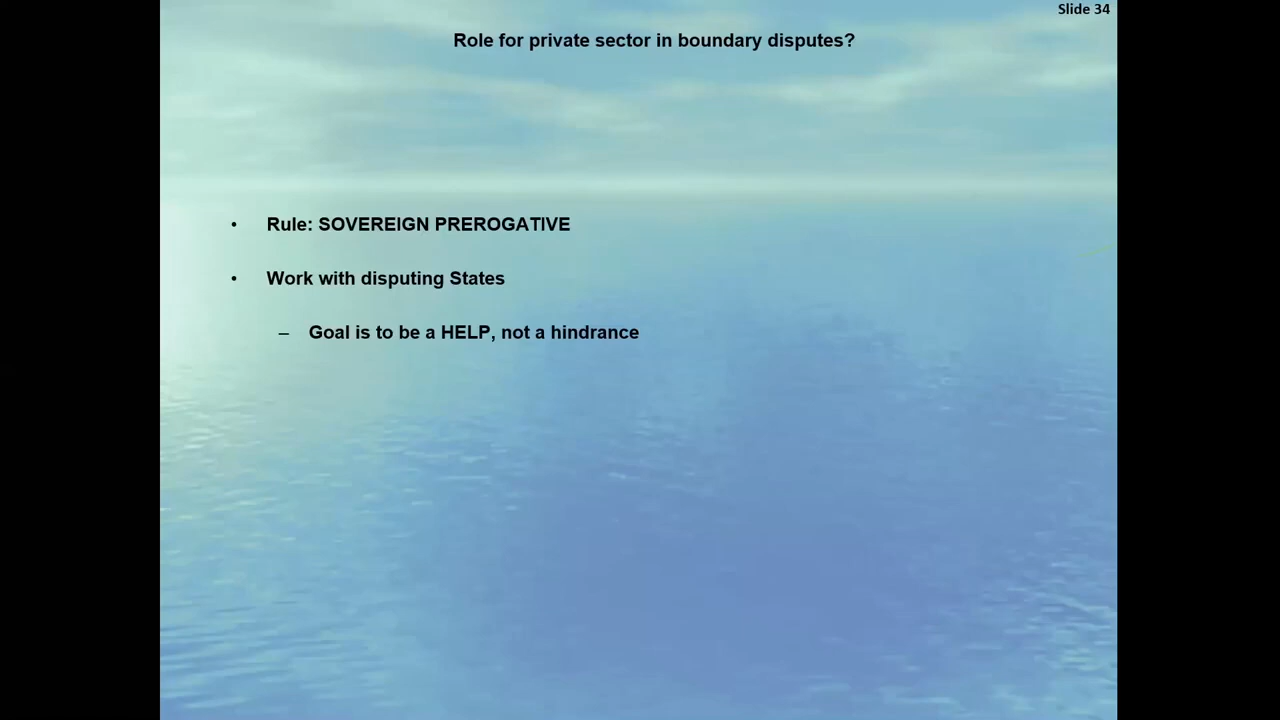 Slide 34
Role for private sector in boundary disputes?
• Rule: SOVEREIGN PREROGATIVE
• Work with disputing States
– Goal is to be a HELP, not a hindrance